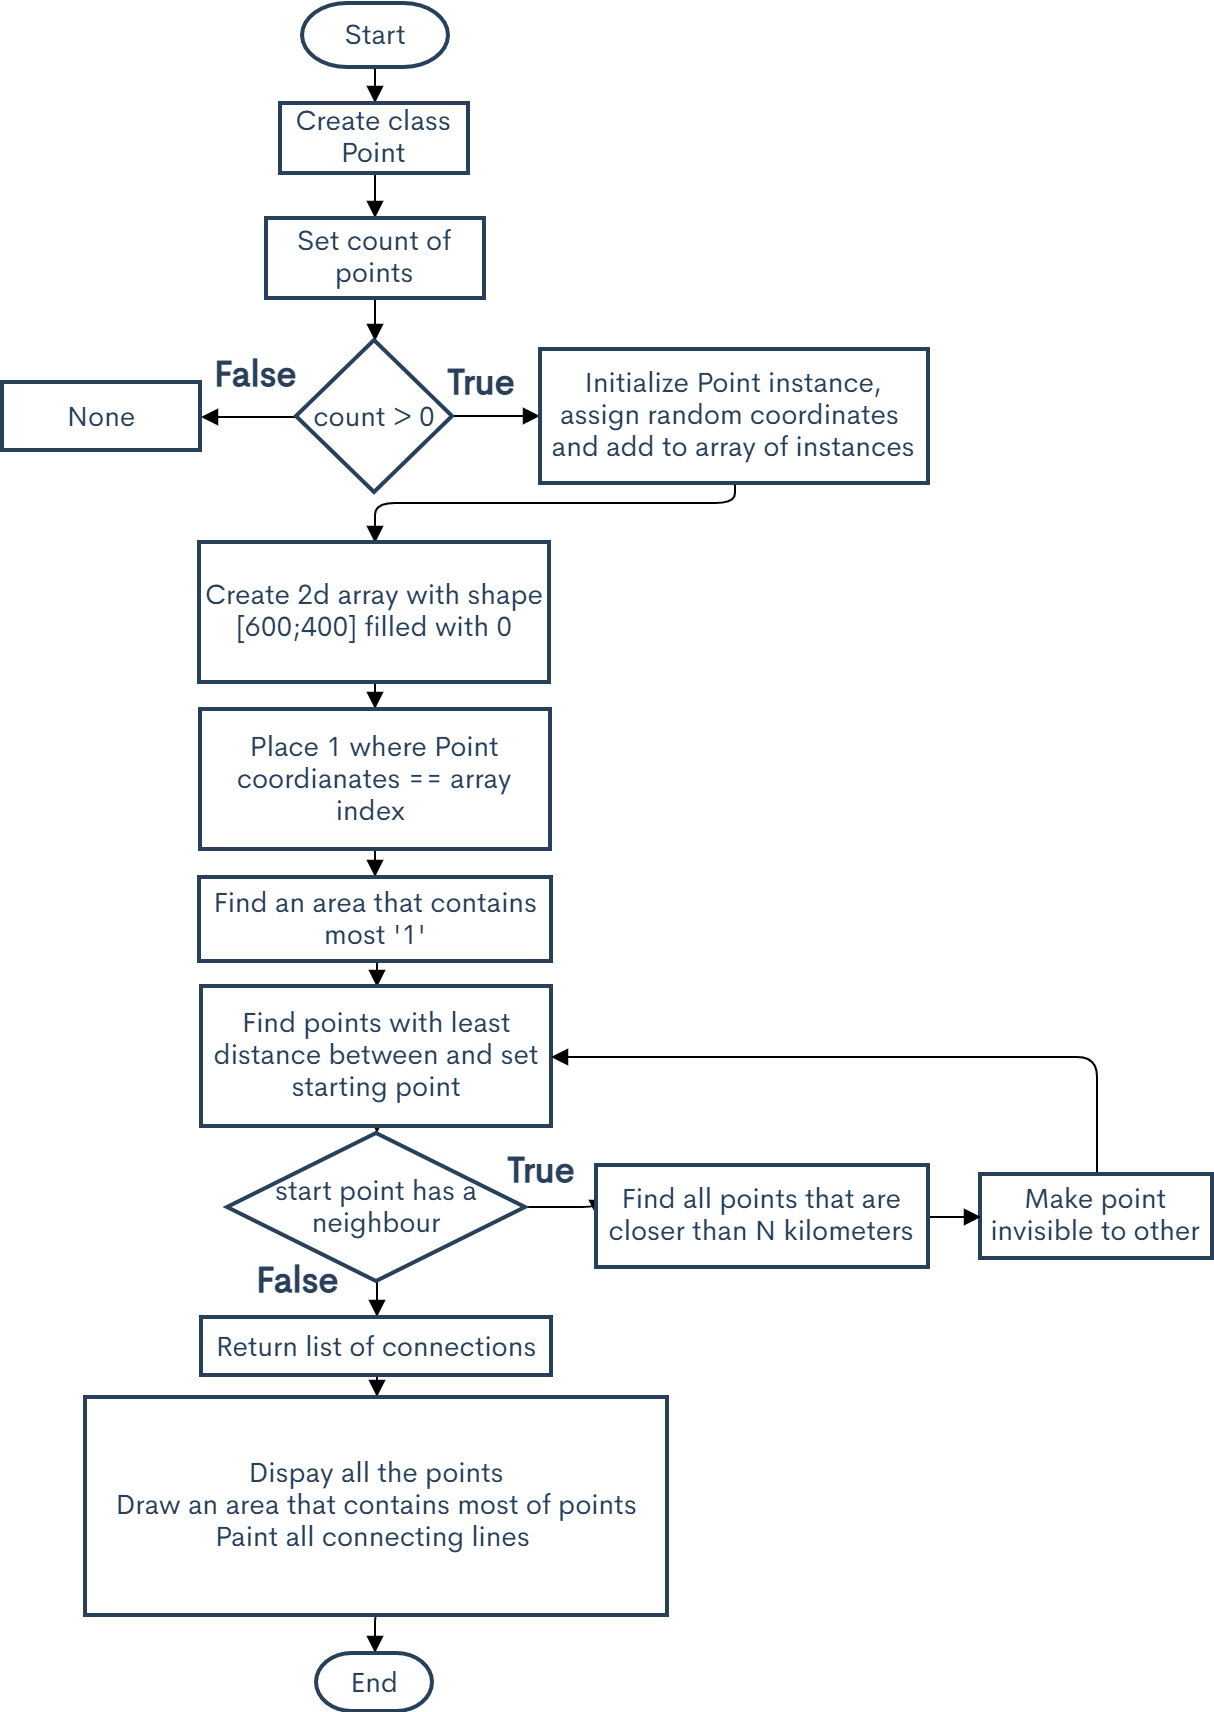 Start
Create class
Point
Set count of
points
False
True
None
count > 0
Initialize Point instance,
assign random coordinates
and add to array of instances
Create 2d array with shape
[600;400] filled with 0
Place 1 where Point
coordianates == array
index
Find an area that contains
most '1'
Find points with least
distance between and set
starting point
start point has a
neighbour
True
Find all points that are
closer than N kilometers
Make point
invisible to other
False
Return list of connections
Dispay all the points
Draw an area that contains most of points
Paint all connecting lines
End